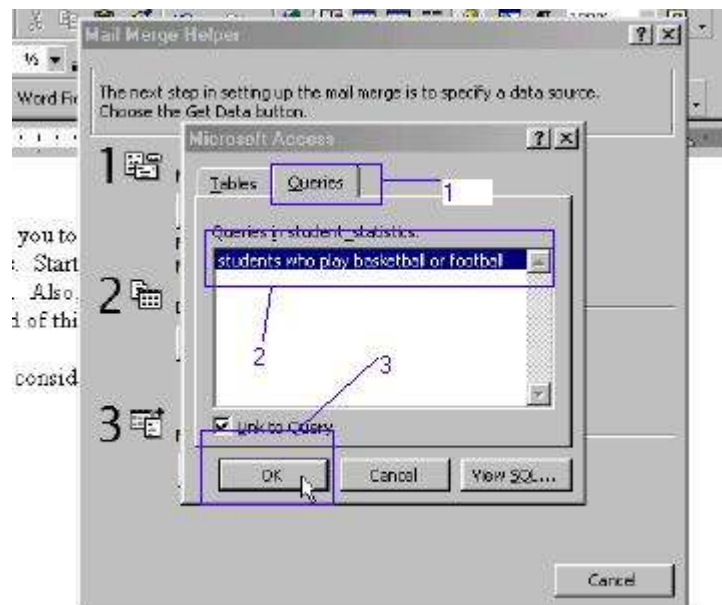 Mail Merge Helper
Word Fi
The next step in setting up the mail merge is to specify a data source.
Choose the Get Data button.
Microsoft Access
1
Tables
Queries
1
Queries in student_statistics:
students who play basketball or football
you to
Start
Also
2
d of thi
2
3
consid
3
Link to Query
OK
Cancel
View SQL...
Cancel